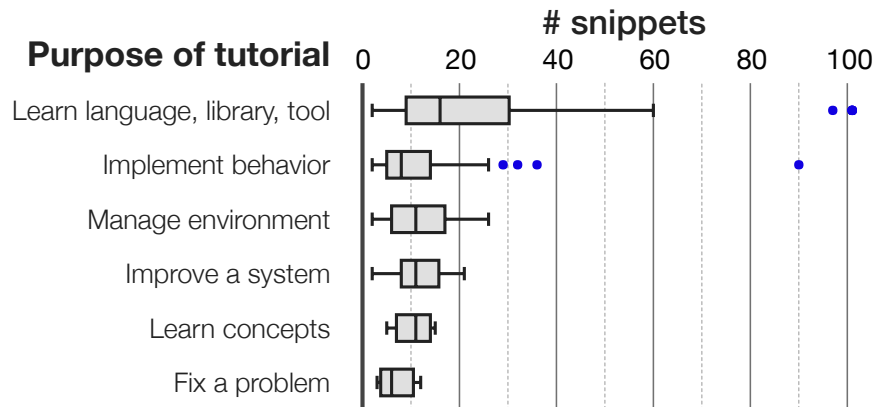 # snippets
Purpose of tutorial
0 20 40 60 80 100
Learn language, library, tool
Implement behavior
Manage environment
Improve a system
Learn concepts
Fix a problem